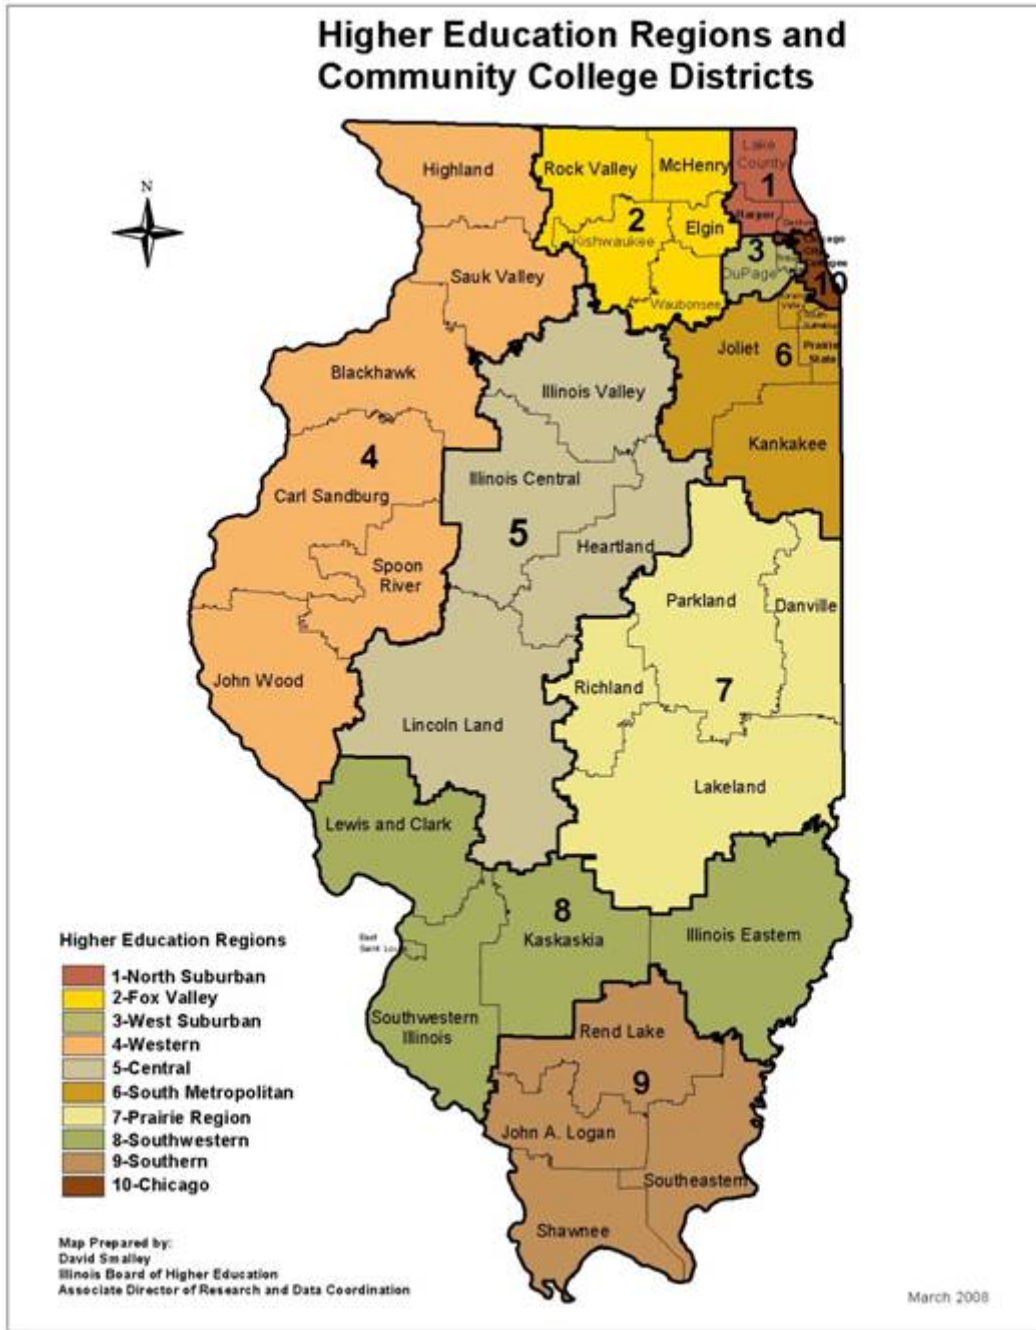 Higher Education Regions and
Community College Districts
N
Highland
Rock Valley
McHenry
Lake
County
1
Harper
2
Kishwaukee
Elgin
3
DuPage
Chicago
10
Sauk Valley
Waubonsee
Joliet
6
Prairie
State
Blackhawk
Illinois Valley
Kankakee
4
Carl Sandburg
Illinois Central
5
Heartland
Spoon
River
Parkland
Danville
John Wood
Richland
7
Lincoln Land
Lakeland
Lewis and Clark
8
Kaskaskia
Illinois Eastern
East
Southwestern
Illinois
Rend Lake
9
John A. Logan
Southeastern
Shawnee
Higher Education Regions
1-North Suburban
2-Fox Valley
3-West Suburban
4-Western
5-Central
6-South Metropolitan
7-Prairie Region
8-Southwestern
9-Southern
10-Chicago
Map Prepared by:
David Smalley
Illinois Board of Higher Education
Associate Director of Research and Data Coordination
March 2008